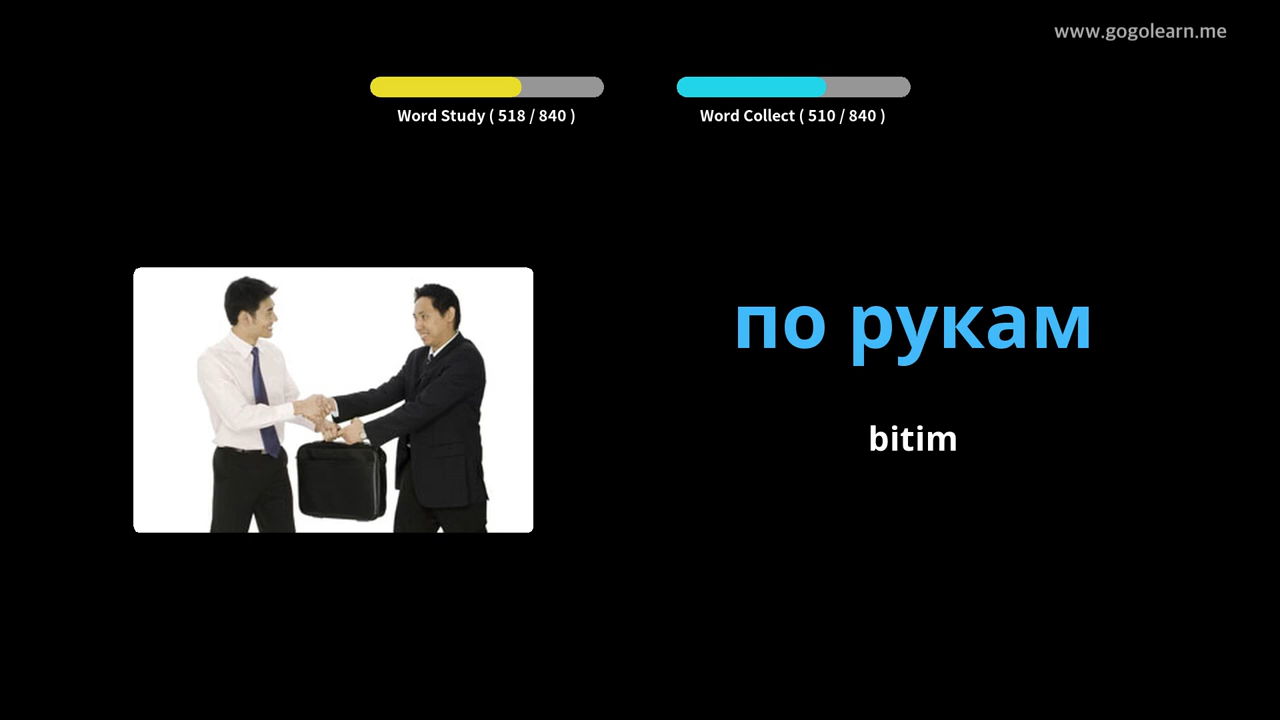 www.gogolearn.me
Word Study ( 518 / 840 )
Word Collect ( 510 / 840 )
по рукам
bitim